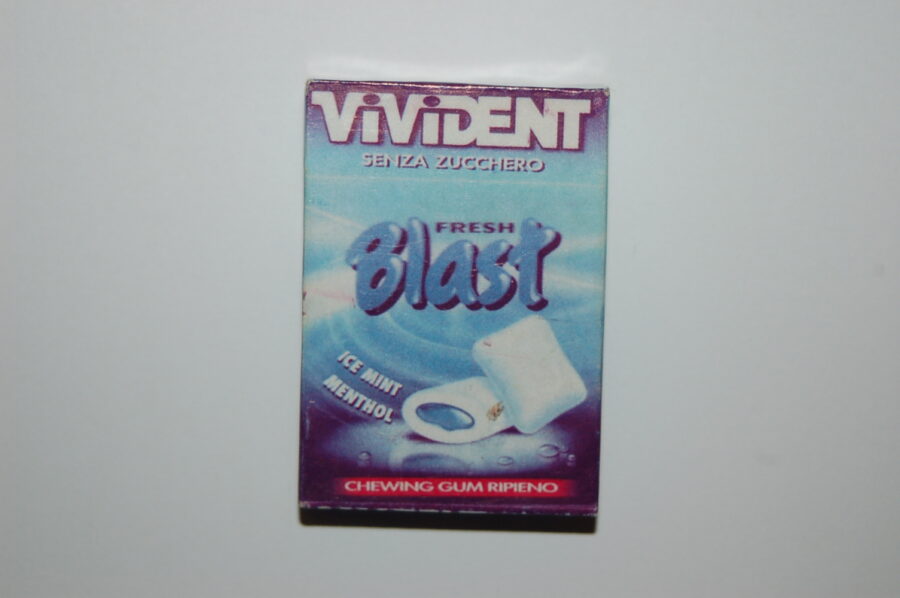 ViViDENT
SENZA ZUCCHERO
FRESH
Blast
ICE MINT
MENTHOL
CHEWING GUM RIPIENO